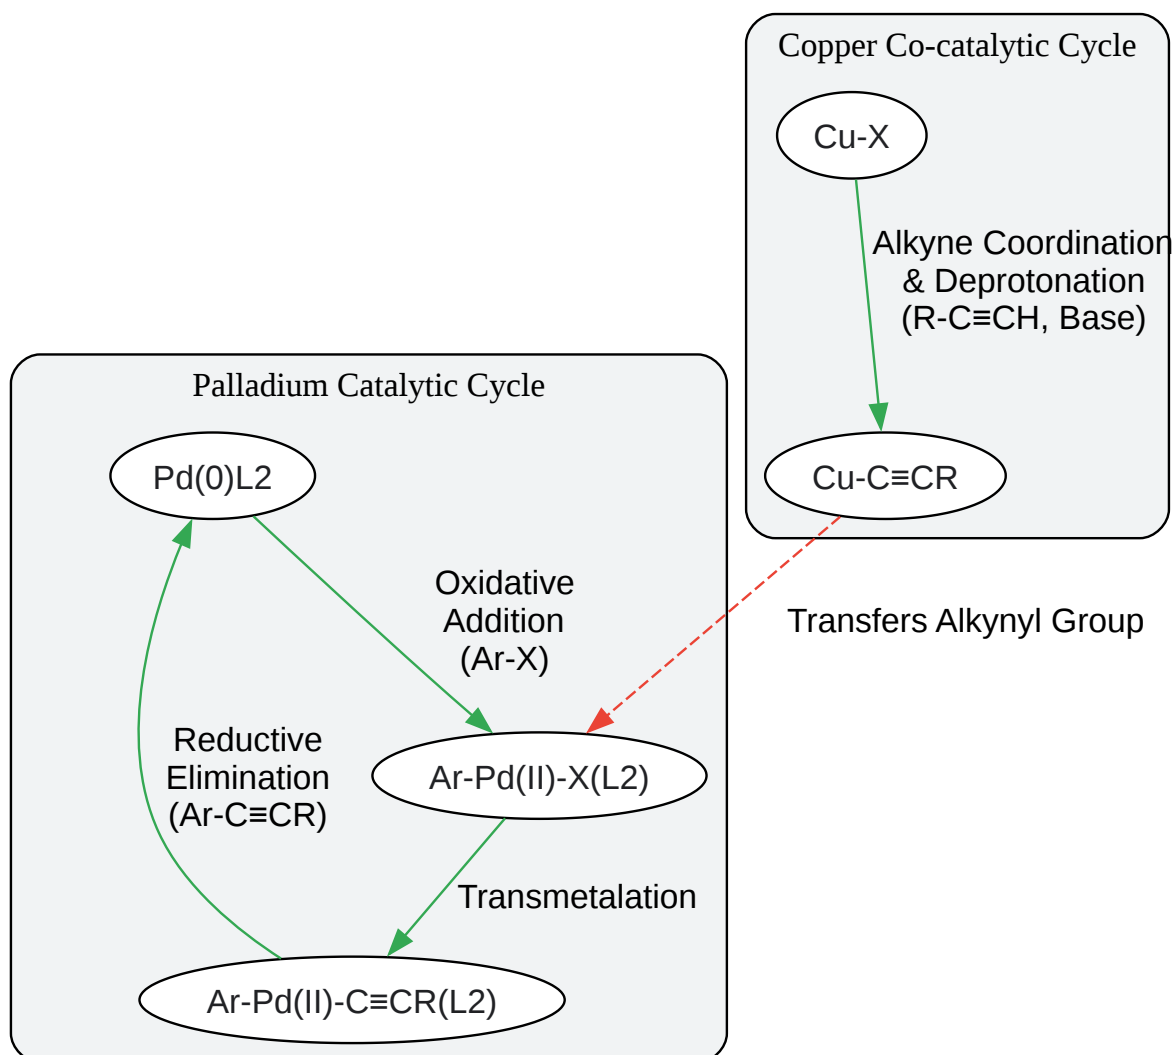 Copper Co-catalytic Cycle
Cu-X
Alkyne Coordination
& Deprotonation
(R-C≡CH, Base)
Cu-C≡CR
Transfers Alkynyl Group
Palladium Catalytic Cycle
Pd(0)L2
Oxidative
Addition
(Ar-X)
Reductive
Elimination
(Ar-C≡CR)
Ar-Pd(II)-X(L2)
Transmetalation
Ar-Pd(II)-C≡CR(L2)